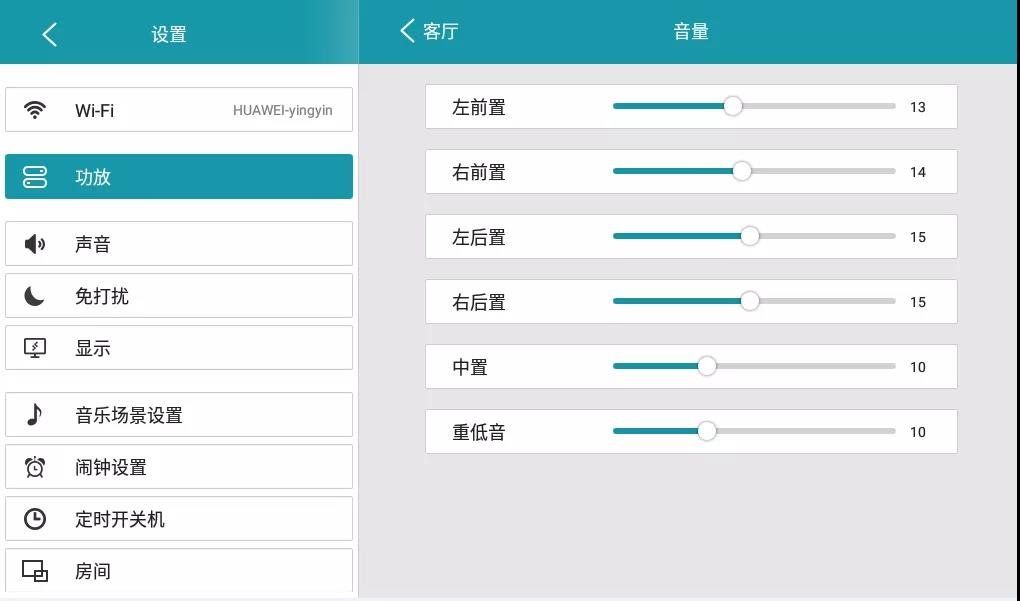 设置
Wi-Fi HUAWEI-yingyin
功放
声音
免打扰
显示
音乐场景设置
闹钟设置
定时开关机
房间
客厅 音量
左前置 13
右前置 14
左后置 15
右后置 15
中置 10
重低音 10